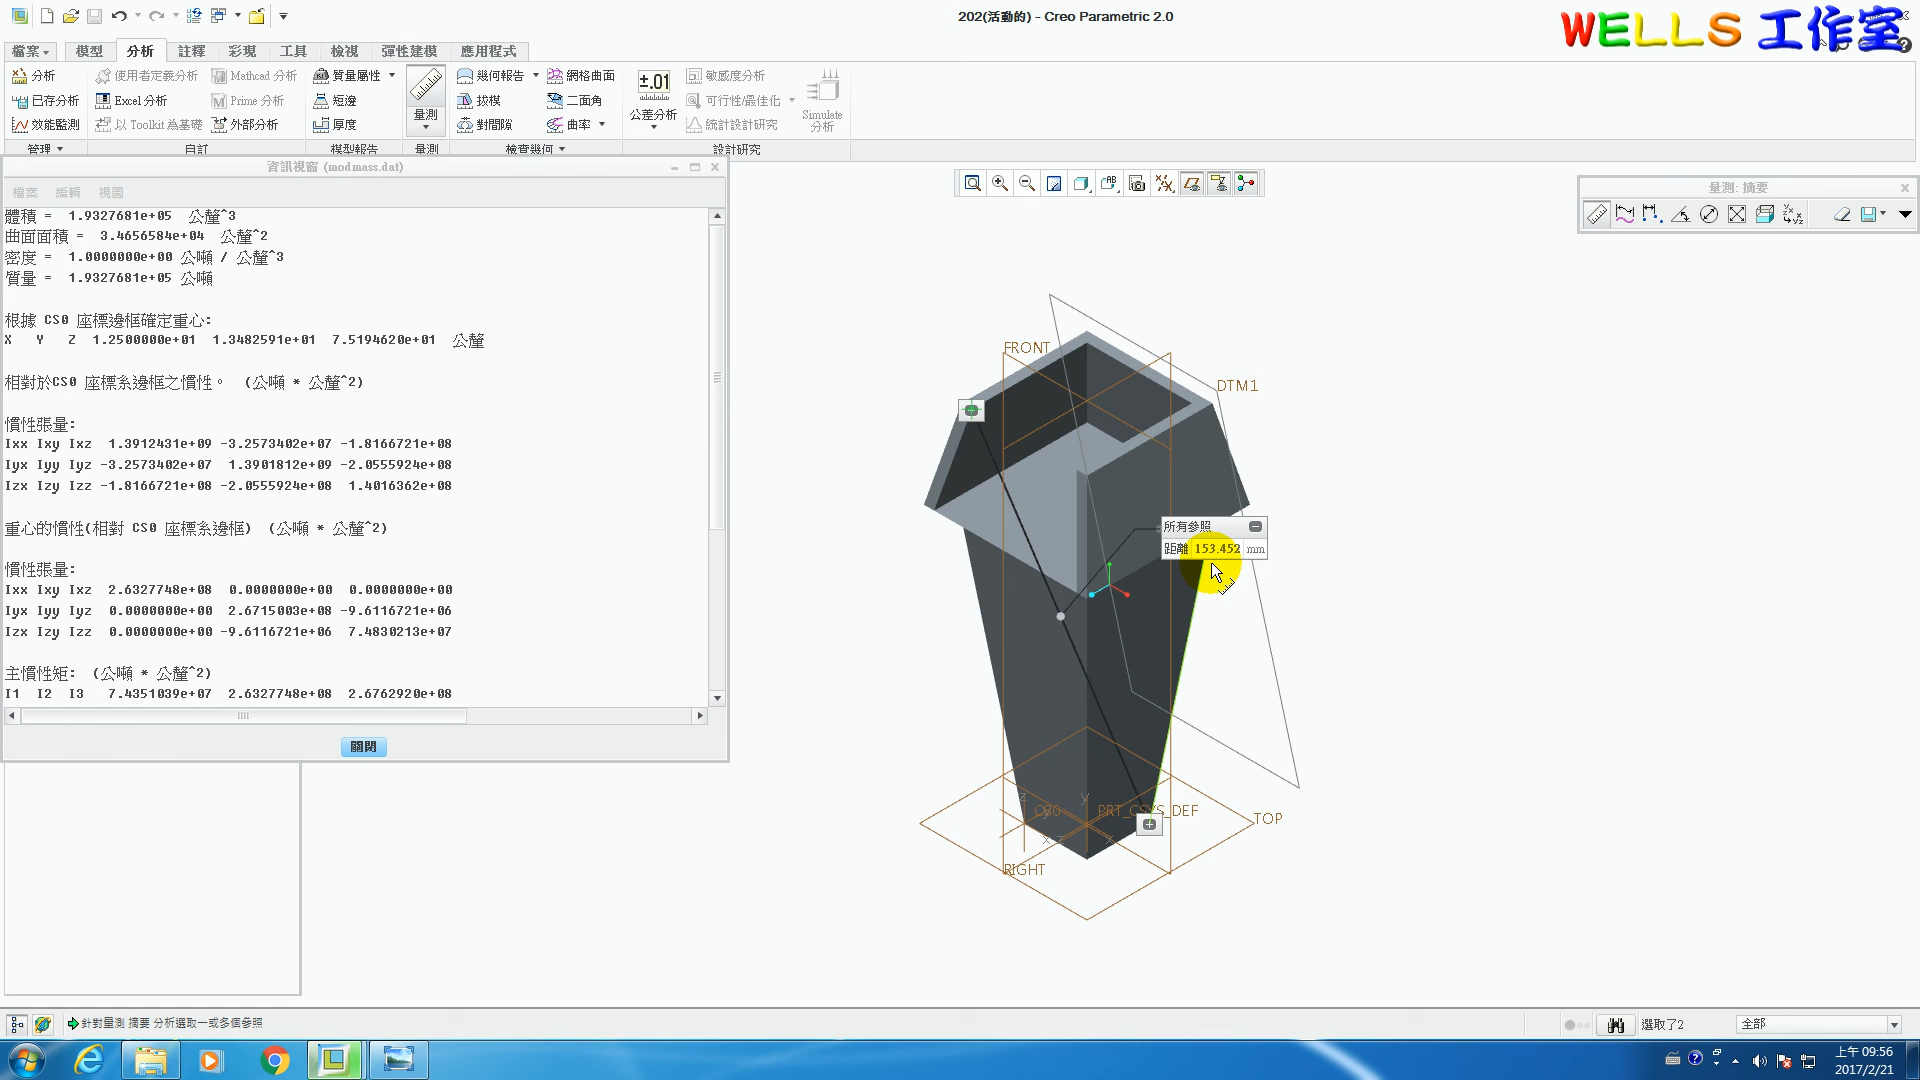 202(活動的) - Creo Parametric 2.0
WELLS 工作室
檔案 模型 分析 註釋 彩現 工具 檢視 彈性建模 應用程式
分析 使用者定義分析 Mathcad 分析 質量屬性 幾何報告 網格曲面 敏感度分析
已存分析 Excel 分析 Prime 分析 短邊 量測 拔模 二面角 公差分析 可行性/最佳化 Simulate 分析
效能監測 以 Toolkit 為基礎 外部分析 厚度 對間隙 曲率 統計設計研究
管理 自訂 模型報告 量測 檢查幾何 設計研究
資訊視窗 (modmass.dat)
檔案 編輯 視圖
體積 = 1.9327681e+05 公釐^3
曲面面積 = 3.4656584e+04 公釐^2
密度 = 1.0000000e+00 公噸 / 公釐^3
質量 = 1.9327681e+05 公噸
根據 CS0 座標邊框確定重心:
X Y Z 1.2500000e+01 1.3482591e+01 7.5194620e+01 公釐
相對於CS0 座標系邊框之慣性。 (公噸 * 公釐^2)
慣性張量:
Ixx Ixy Ixz 1.3912431e+09 -3.2573402e+07 -1.8166721e+08
Iyx Iyy Iyz -3.2573402e+07 1.3901812e+09 -2.0555924e+08
Izx Izy Izz -1.8166721e+08 -2.0555924e+08 1.4016362e+08
重心的慣性(相對 CS0 座標系邊框) (公噸 * 公釐^2)
慣性張量:
Ixx Ixy Ixz 2.6327748e+08 0.0000000e+00 0.0000000e+00
Iyx Iyy Iyz 0.0000000e+00 2.6715003e+08 -9.6116721e+06
Izx Izy Izz 0.0000000e+00 -9.6116721e+06 7.4830213e+07
主慣性矩: (公噸 * 公釐^2)
I1 I2 I3 7.4351039e+07 2.6327748e+08 2.6762920e+08
關閉
量測: 摘要
FRONT
DTM1
所有參照
距離 153.452 mm
CS0 PRT_CSYS_DEF
TOP
RIGHT
針對量測 摘要 分析選取一或多個參照
選取了2
全部
上午 09:56
2017/2/21